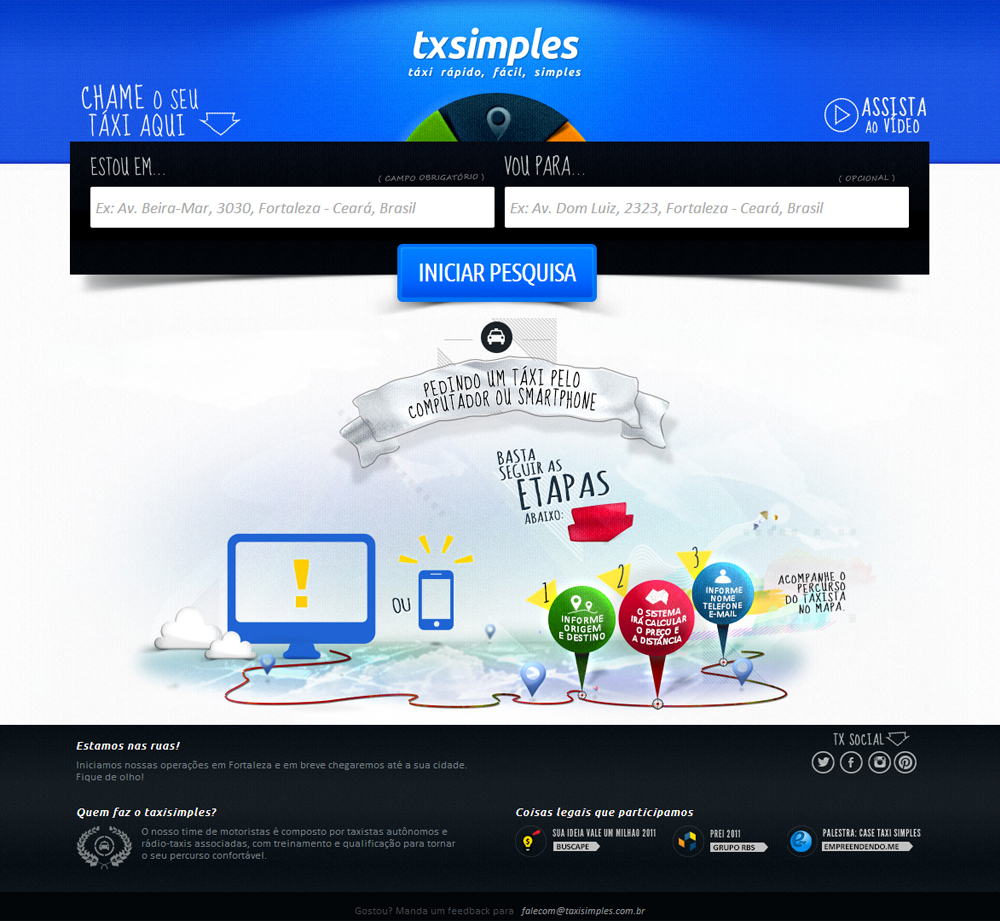 txsimples
táxi rápido, fácil, simples
CHAME O SEU
TÁXI AQUI
ASSISTA
AO VÍDEO
ESTOU EM...
( CAMPO OBRIGATÓRIO )
VOU PARA...
( OPCIONAL )
Ex: Av. Beira-Mar, 3030, Fortaleza - Ceará, Brasil
Ex: Av. Dom Luiz, 2323, Fortaleza - Ceará, Brasil
INICIAR PESQUISA
PEDINDO UM TÁXI PELO
COMPUTADOR OU SMARTPHONE
BASTA
SEGUIR AS
ETAPAS
ABAIXO:
!
OU
1
INFORME
ORIGEM
E DESTINO
2
O SISTEMA
IRÁ CALCULAR
O PREÇO E
A DISTÂNCIA
3
INFORME
NOME
TELEFONE
E-MAIL
ACOMPANHE O
PERCURSO
DO TAXISTA
NO MAPA.
Estamos nas ruas!
Iniciamos nossas operações em Fortaleza e em breve chegaremos até a sua cidade.
Fique de olho!
TX SOCIAL
Quem faz o taxisimples?
O nosso time de motoristas é composto por taxistas autônomos e
rádio-taxis associadas, com treinamento e qualificação para tornar
o seu percurso confortável.
Coisas legais que participamos
SUA IDEIA VALE UM MILHAO 2011
BUSCAPE
PREI 2011
GRUPO RBS
PALESTRA: CASE TAXI SIMPLES
EMPREENDENDO.ME
Gostou? Manda um feedback para falecom@taxisimples.com.br